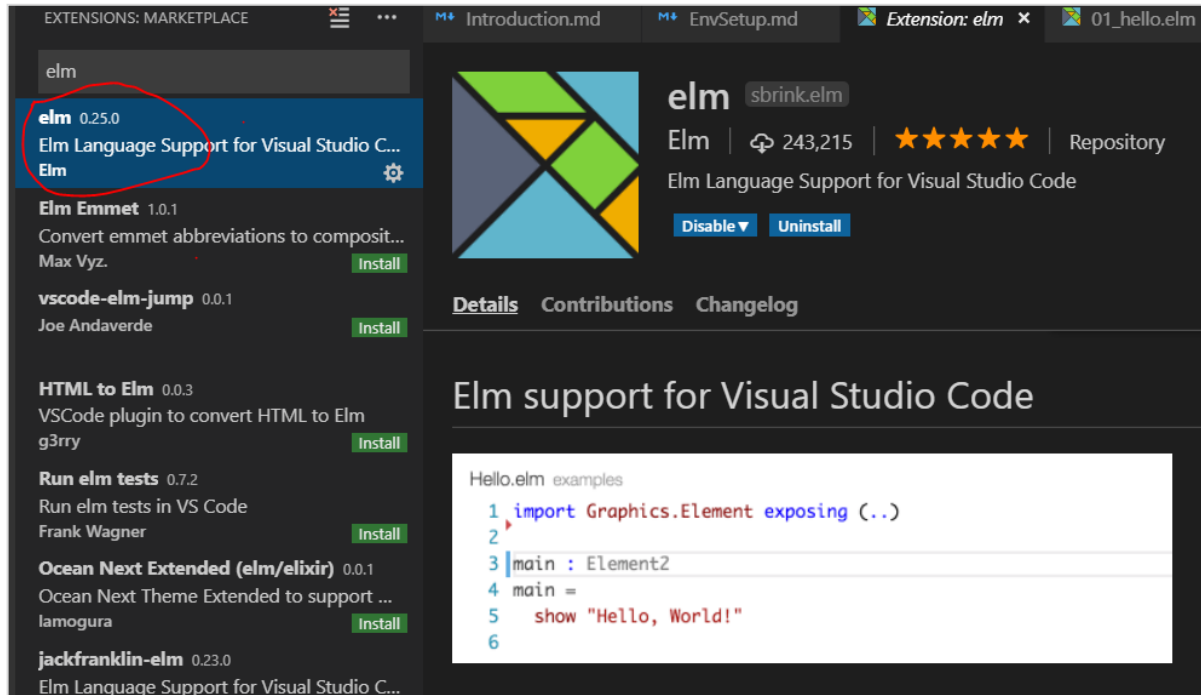 EXTENSIONS: MARKETPLACE
elm
elm 0.25.0
Elm Language Support for Visual Studio C...
Elm
Elm Emmet 1.0.1
Convert emmet abbreviations to composit...
Max Vyz.
Install
vscode-elm-jump 0.0.1
Joe Andaverde
Install
HTML to Elm 0.0.3
VSCode plugin to convert HTML to Elm
g3rry
Install
Run elm tests 0.7.2
Run elm tests in VS Code
Frank Wagner
Install
Ocean Next Extended (elm/elixir) 0.0.1
Ocean Next Theme Extended to support ...
lamogura
Install
jackfranklin-elm 0.23.0
Elm Language Support for Visual Studio C...
Introduction.md
EnvSetup.md
Extension: elm
01_hello.elm
elm sbrink.elm
Elm 243,215 Repository
Elm Language Support for Visual Studio Code
Disable Uninstall
Details Contributions Changelog
Elm support for Visual Studio Code
Hello.elm examples
1 import Graphics.Element exposing (..)
2
3 main : Element2
4 main =
5 show "Hello, World!"
6